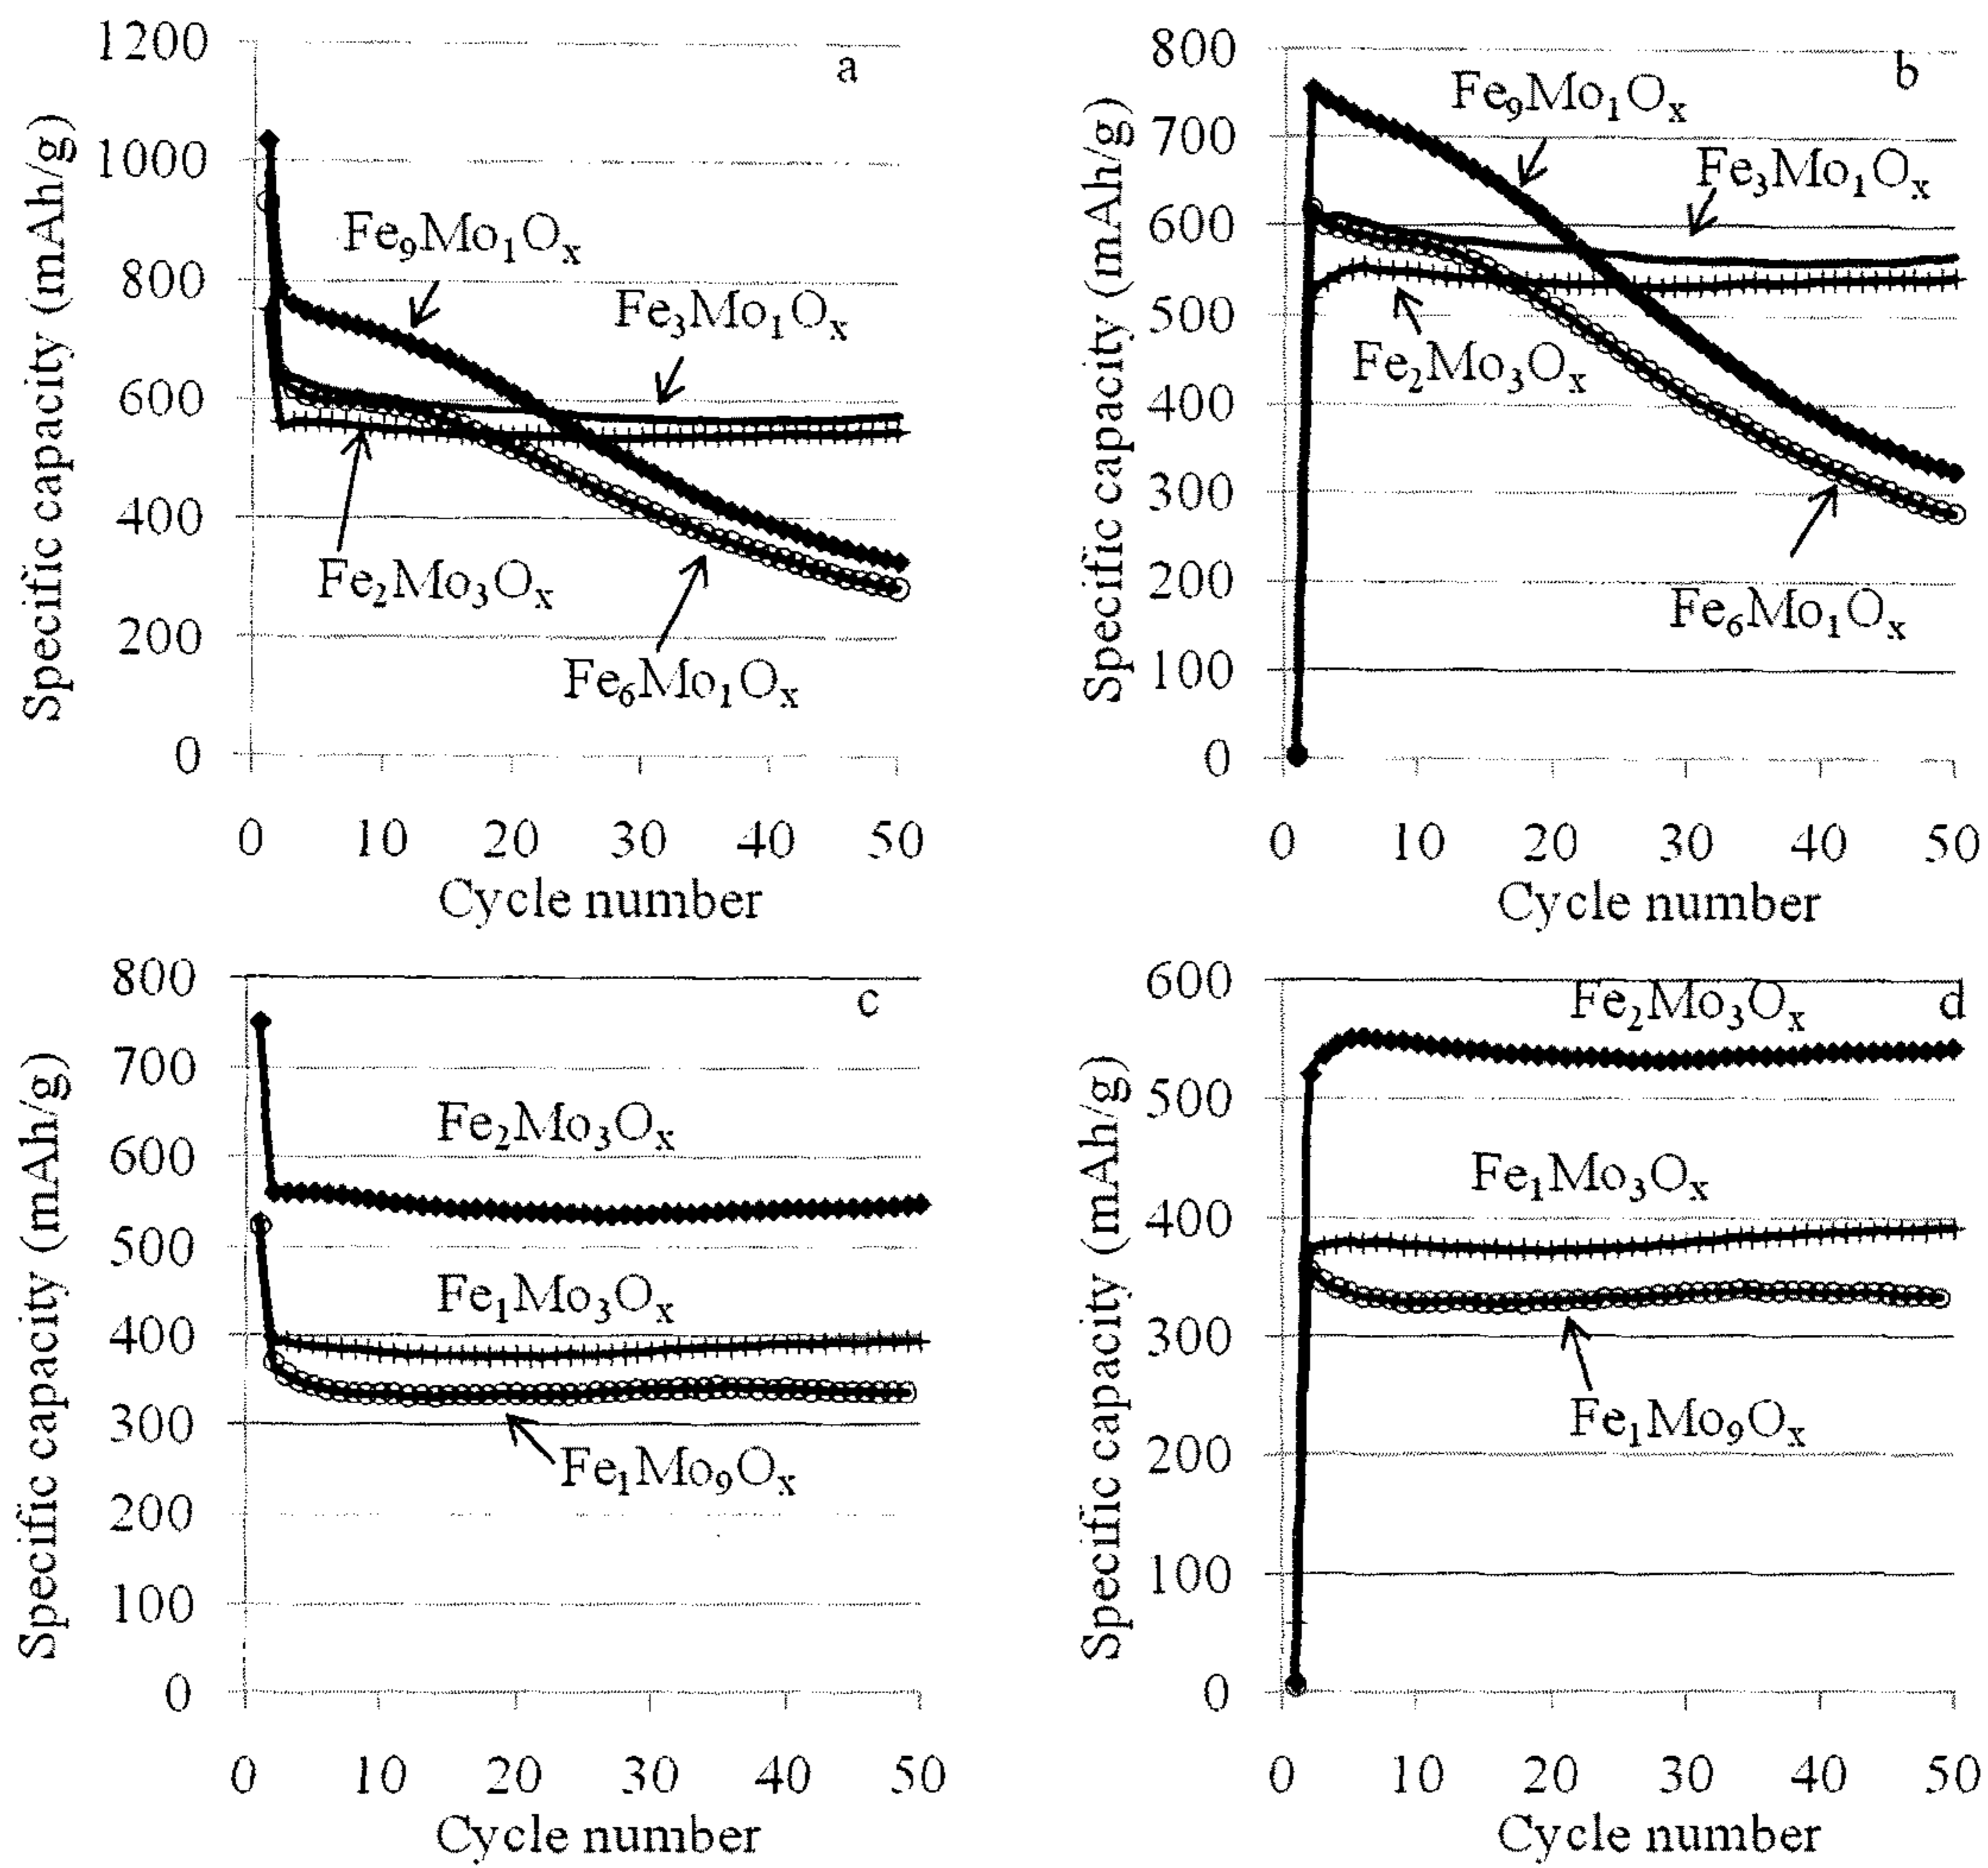 a
Specific capacity (mAh/g)
1200
1000
800
600
400
200
0
Fe₉Mo₁Oₓ
Fe₃Mo₁Oₓ
Fe₂Mo₃Oₓ
Fe₆Mo₁Oₓ
0 10 20 30 40 50
Cycle number
b
Specific capacity (mAh/g)
800
700
600
500
400
300
200
100
0
Fe₉Mo₁Oₓ
Fe₃Mo₁Oₓ
Fe₂Mo₃Oₓ
Fe₆Mo₁Oₓ
0 10 20 30 40 50
Cycle number
c
Specific capacity (mAh/g)
800
700
600
500
400
300
200
100
0
Fe₂Mo₃Oₓ
Fe₁Mo₃Oₓ
Fe₁Mo₉Oₓ
0 10 20 30 40 50
Cycle number
d
Specific capacity (mAh/g)
600
500
400
300
200
100
0
Fe₂Mo₃Oₓ
Fe₁Mo₃Oₓ
Fe₁Mo₉Oₓ
0 10 20 30 40 50
Cycle number